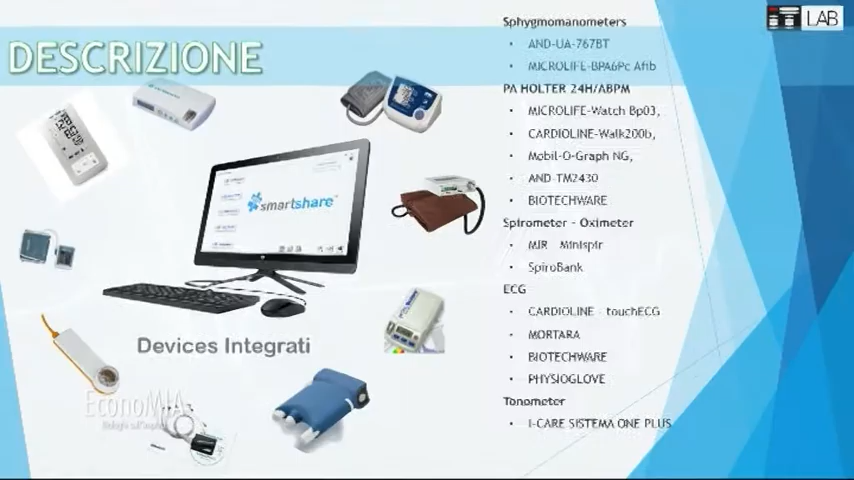 DESCRIZIONE
smartshare
Devices Integrati
EconoMIA
Sphygmomanometers
AND-UA-767BT
MICROLIFE-BPA6Pc Afib
PA HOLTER 24H/ABPM
MICROLIFE-Watch Bp03,
CARDIOLINE-Walk200b,
Mobil-O-Graph NG,
AND-TM2430
BIOTECHWARE
Spirometer - Oximeter
MIR - Minispir
SpiroBank
ECG
CARDIOLINE - touchECG
MORTARA
BIOTECHWARE
PHYSIOGLOVE
Tonometer
I-CARE SISTEMA ONE PLUS
LAB